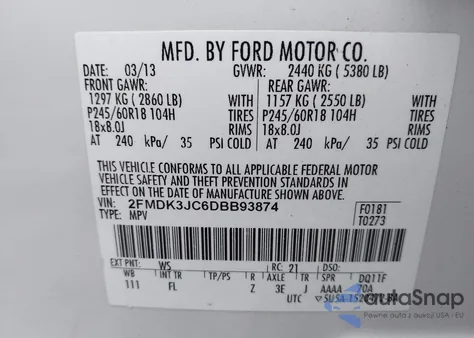 MFD. BY FORD MOTOR CO.
DATE: 03/13 GVWR: 2440 KG ( 5380 LB)
FRONT GAWR: REAR GAWR:
1297 KG ( 2860 LB) WITH 1157 KG ( 2550 LB) WITH
P245/60R18 104H TIRES P245/60R18 104H TIRES
18x8.0J RIMS 18x8.0J RIMS
AT 240 kPa/ 35 PSI COLD AT 240 kPa/ 35 PSI COLD
THIS VEHICLE CONFORMS TO ALL APPLICABLE FEDERAL MOTOR
VEHICLE SAFETY AND THEFT PREVENTION STANDARDS IN
EFFECT ON THE DATE OF MANUFACTURE SHOWN ABOVE.
VIN: 2FMDK3JC6DBB93874 F0181
TYPE: MPV T0273
EXT PNT: WS RC: 21 DSO:
WB INT TR TP/PS R AXLE TR S
111 FL Z 3E J AAAA
UTC
autoSnap
Pewne auta z USA - EU